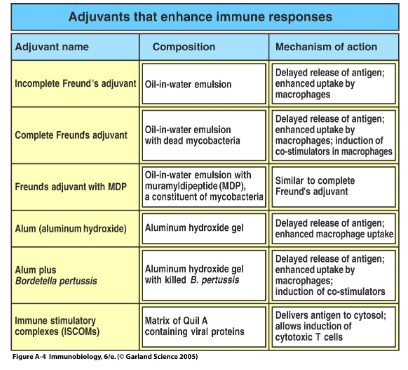 Adjuvants that enhance immune responses
Adjuvant name
Composition
Mechanism of action
Incomplete Freund's adjuvant
Oil-in-water emulsion
Delayed release of antigen;
enhanced uptake by
macrophages
Complete Freund's adjuvant
Oil-in-water emulsion
with dead mycobacteria
Delayed release of antigen;
enhanced uptake by
macrophages; induction of
co-stimulators in macrophages
Freunds adjuvant with MDP
Oil-in-water emulsion with
muramyldipeptide (MDP),
a constituent of mycobacteria
Similar to complete
Freund's adjuvant
Alum (aluminum hydroxide)
Aluminum hydroxide gel
Delayed release of antigen;
enhanced macrophage uptake
Alum plus
Bordetella pertussis
Aluminum hydroxide gel
with killed B. pertussis
Delayed release of antigen;
enhanced uptake by
macrophages;
induction of co-stimulators
Immune stimulatory
complexes (ISCOMs)
Matrix of Quil A
containing viral proteins
Delivers antigen to cytosol;
allows induction of
cytotoxic T cells
Figure A-4 Immunobiology, 6/e. (© Garland Science 2005)